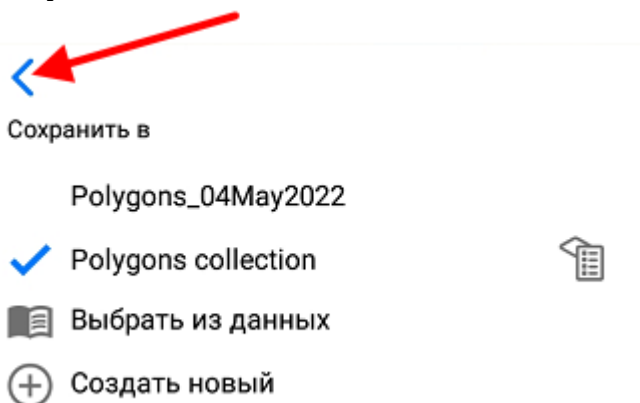 Сохранить в
Polygons_04May2022
Polygons collection
Выбрать из данных
Создать новый